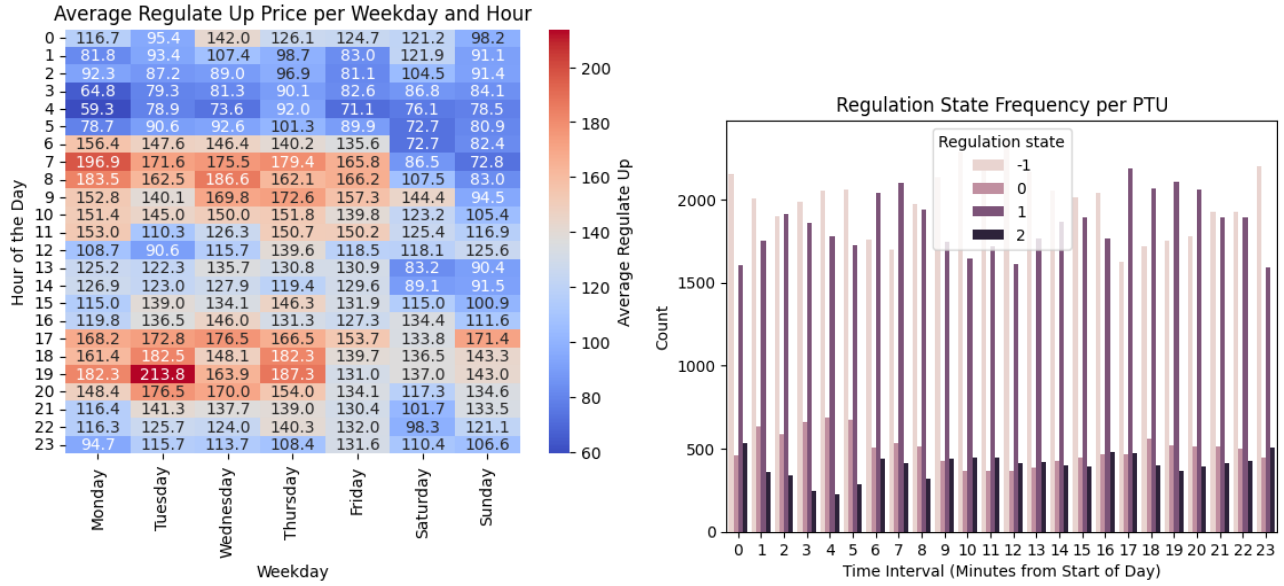 Average Regulate Up Price per Weekday and Hour
Hour of the Day
0 116.7 95.4 142.0 126.1 124.7 121.2 98.2
1 81.8 93.4 107.4 98.7 83.0 121.9 91.1
2 92.3 87.2 89.0 96.9 81.1 104.5 91.4
3 64.8 79.3 81.3 90.1 82.6 86.8 84.1
4 59.3 78.9 73.6 92.0 71.1 76.1 78.5
5 78.7 90.6 92.6 101.3 89.9 72.7 80.9
6 156.4 147.6 146.4 140.2 135.6 72.7 82.4
7 196.9 171.6 175.5 179.4 165.8 86.5 72.8
8 183.5 162.5 186.6 162.1 166.2 107.5 83.0
9 152.8 140.1 169.8 172.6 157.3 144.4 94.5
10 151.4 145.0 150.0 151.8 139.8 123.2 105.4
11 153.0 110.3 126.3 150.7 150.2 125.4 116.9
12 108.7 90.6 115.7 139.6 118.5 118.1 125.6
13 125.2 122.3 135.7 130.8 130.9 83.2 90.4
14 126.9 123.0 127.9 119.4 129.6 89.1 91.5
15 115.0 139.0 134.1 146.3 131.9 115.0 100.9
16 119.8 136.5 146.0 131.3 127.3 134.4 111.6
17 168.2 172.8 176.5 166.5 153.7 133.8 171.4
18 161.4 182.5 148.1 182.3 139.7 136.5 143.3
19 182.3 213.8 163.9 187.3 131.0 137.0 143.0
20 148.4 176.5 170.0 154.0 134.1 117.3 134.6
21 116.4 141.3 137.7 139.0 130.4 101.7 133.5
22 116.3 125.7 124.0 140.3 132.0 98.3 121.1
23 94.7 115.7 113.7 108.4 131.6 110.4 106.6
Monday Tuesday Wednesday Thursday Friday Saturday Sunday
Weekday
200
180
160
140
120
100
80
60
Average Regulate Up
Regulation State Frequency per PTU
Regulation state
-1
0
1
2
Count
2000
1500
1000
500
0
0 1 2 3 4 5 6 7 8 9 10 11 12 13 14 15 16 17 18 19 20 21 22 23
Time Interval (Minutes from Start of Day)